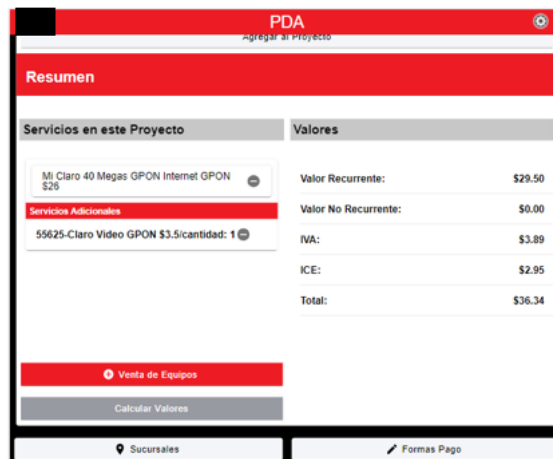 PDA
Agregar al Proyecto
Resumen
Servicios en este Proyecto
Mi Claro 40 Megas GPON Internet GPON
$26
Servicios Adicionales
55625-Claro Video GPON $3.5/cantidad: 1
Venta de Equipos
Calcular Valores
Valores
Valor Recurrente: $29.50
Valor No Recurrente: $0.00
IVA: $3.89
ICE: $2.95
Total: $36.34
Sucursales
Formas Pago